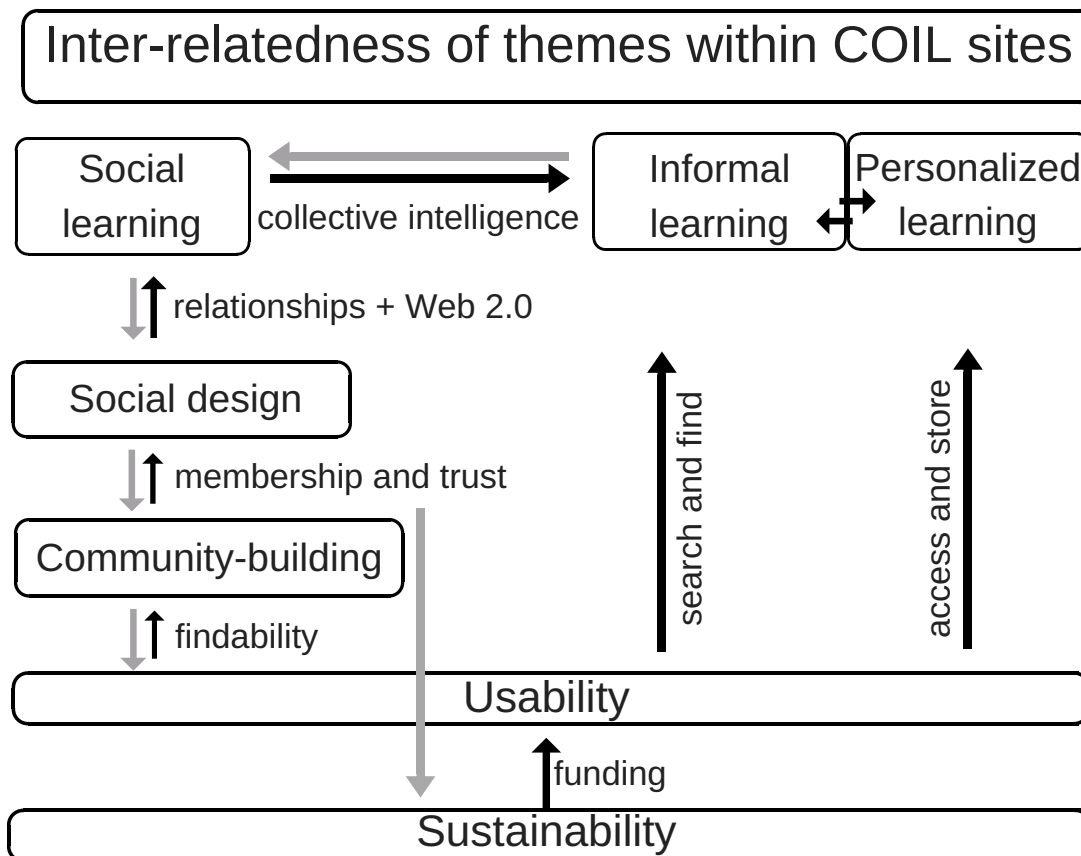 Inter-relatedness of themes within COIL sites
Social
learning
collective intelligence
Informal
learning
Personalized
learning
relationships + Web 2.0
Social design
membership and trust
Community-building
findability
search and find
access and store
Usability
funding
Sustainability